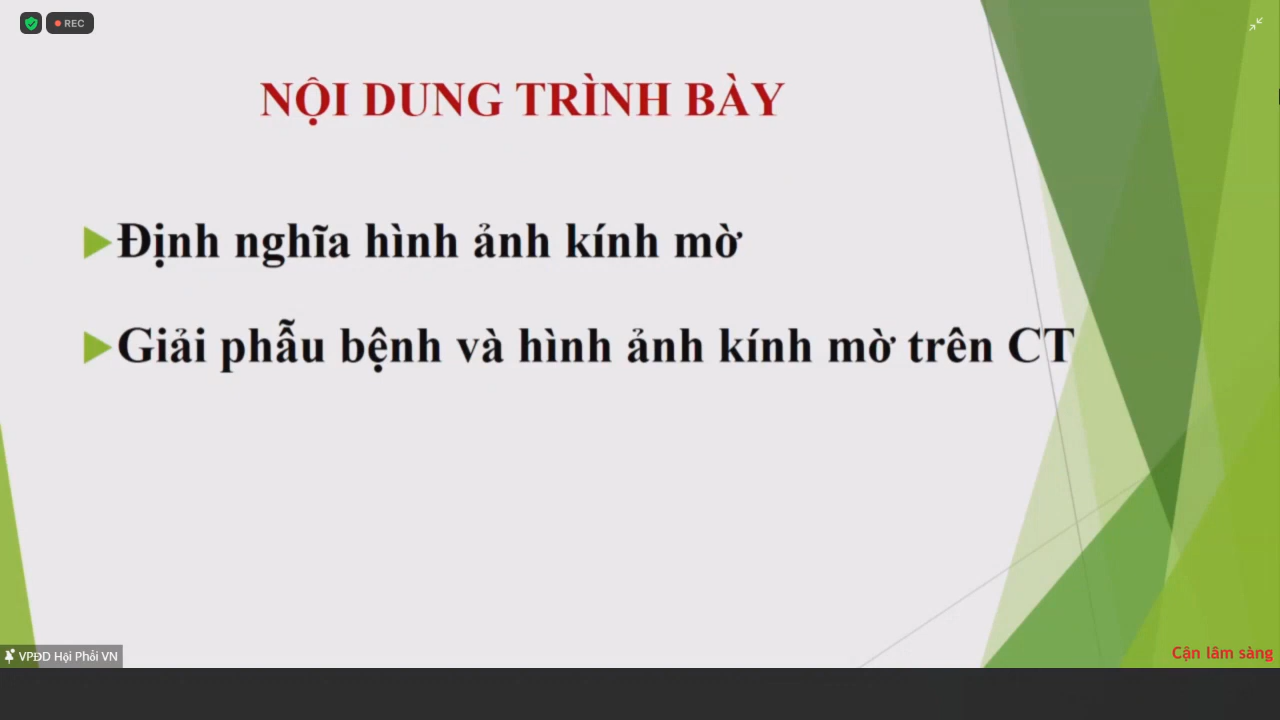 REC
NỘI DUNG TRÌNH BÀY
Định nghĩa hình ảnh kính mờ
Giải phẫu bệnh và hình ảnh kính mờ trên CT
VPĐD Hội Phổi VN
Cận lâm sàng